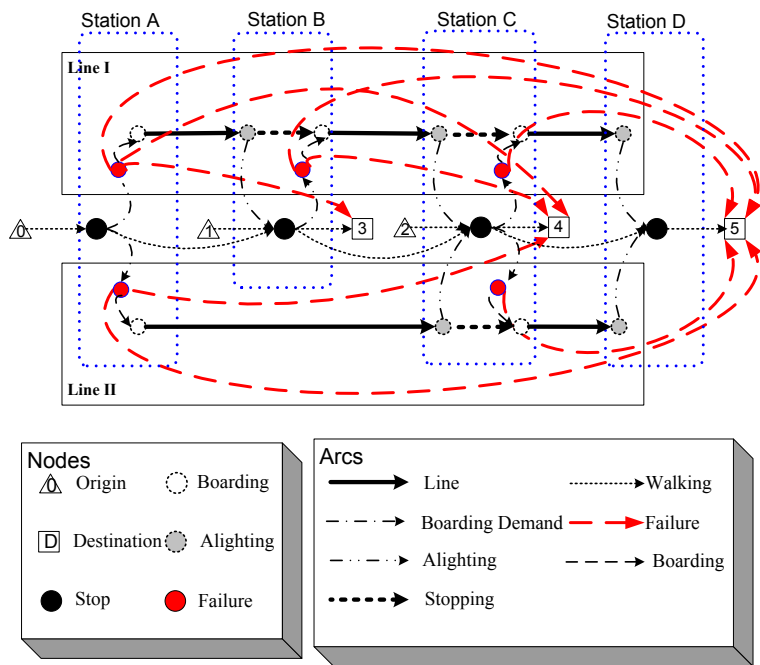 Station A Station B Station C Station D
Line I
0 1 3 2 4 5
Line II
Nodes
0 Origin Boarding
D Destination Alighting
Stop Failure
Arcs
Line Walking
Boarding Demand Failure
Alighting Boarding
Stopping